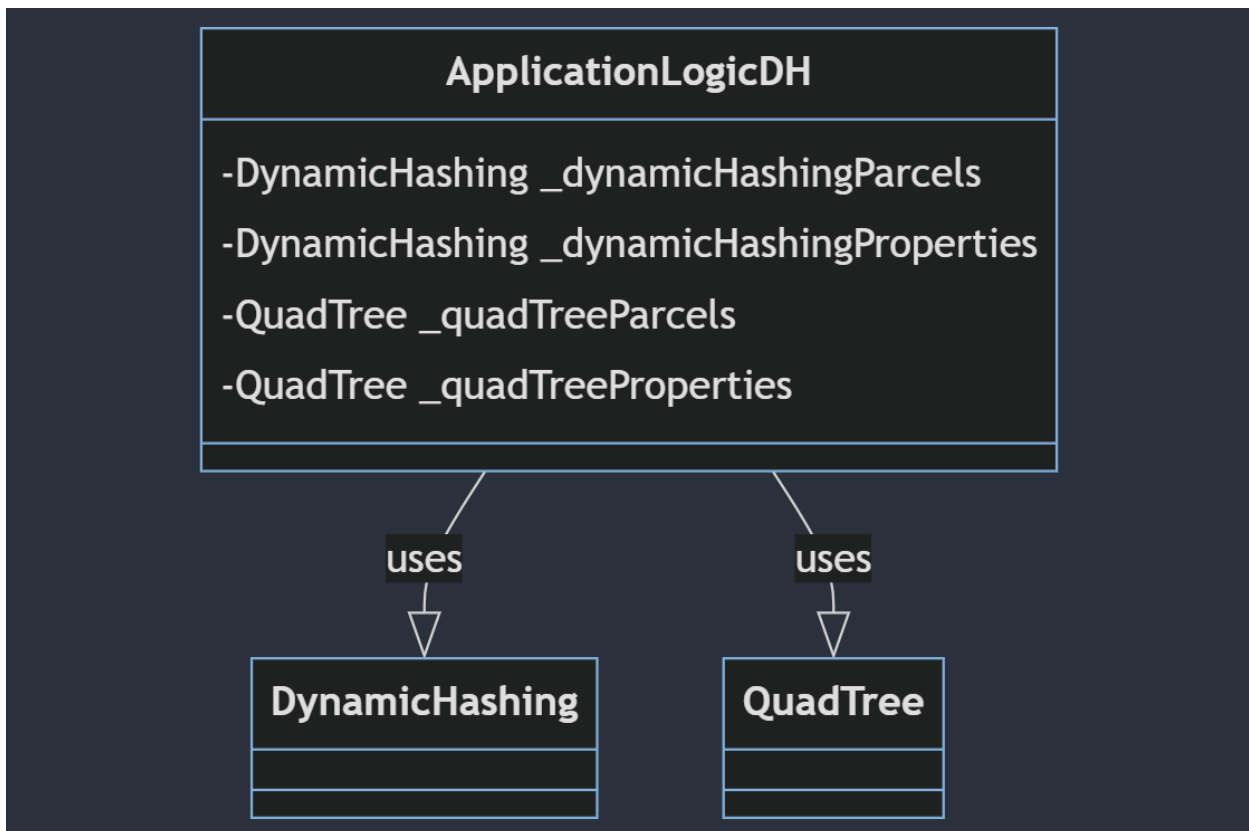 ApplicationLogicDH
-DynamicHashing _dynamicHashingParcels
-DynamicHashing _dynamicHashingProperties
-QuadTree _quadTreeParcels
-QuadTree _quadTreeProperties
uses
uses
DynamicHashing
QuadTree